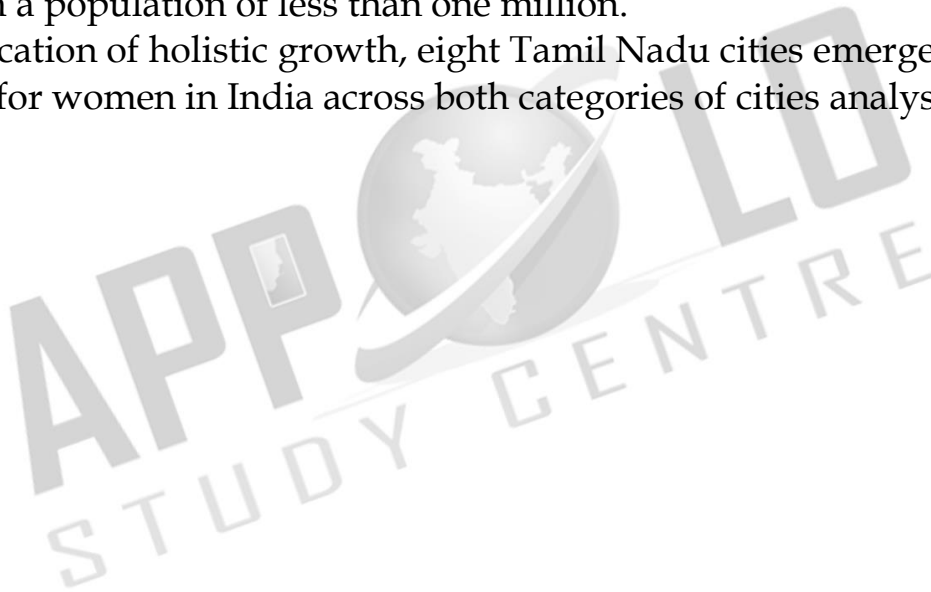 a population of less than one million.
cation of holistic growth, eight Tamil Nadu cities emerge
for women in India across both categories of cities analys
APPOLO
STUDY CENTRE